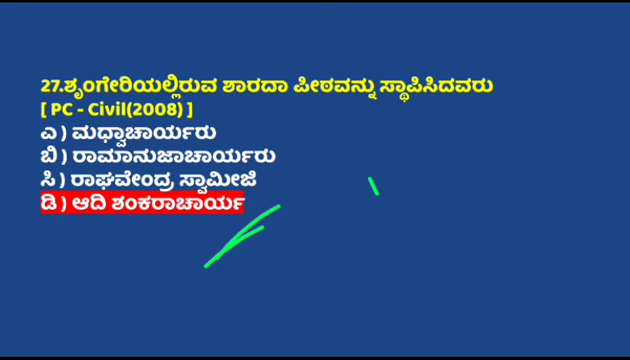 27.ಶೃಂಗೇರಿಯಲ್ಲಿರುವ ಶಾರದಾ ಪೀಠವನ್ನು ಸ್ಥಾಪಿಸಿದವರು
[ PC - Civil(2008) ]
ಎ ) ಮಧ್ವಾಚಾರ್ಯರು
ಬಿ ) ರಾಮಾನುಜಾಚಾರ್ಯರು
ಸಿ ) ರಾಘವೇಂದ್ರ ಸ್ವಾಮೀಜಿ
ಡಿ ) ಆದಿ ಶಂಕರಾಚಾರ್ಯ